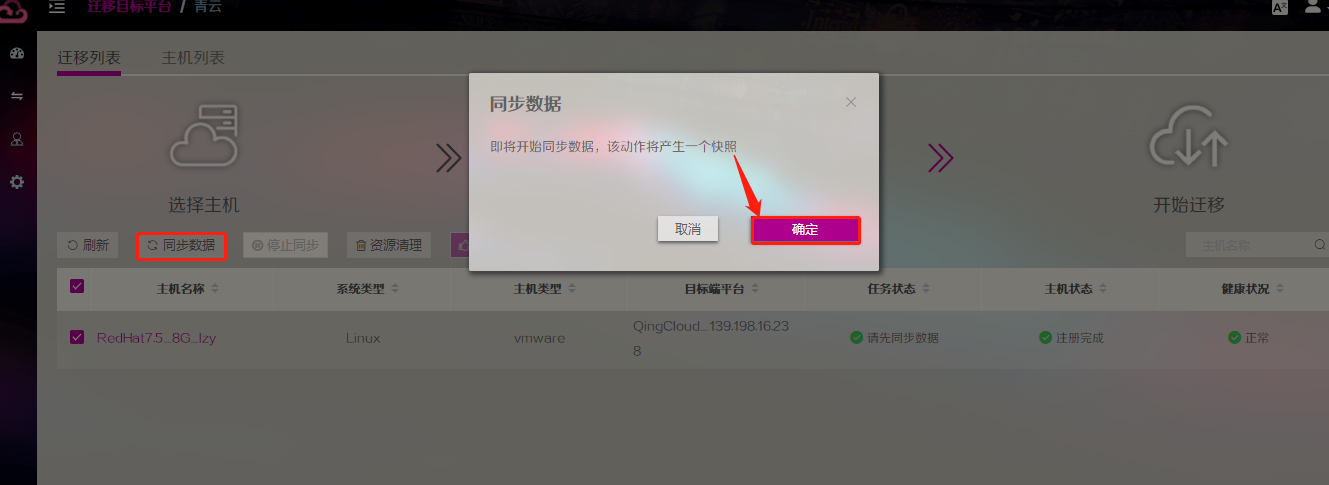 迁移目标平台 / 青云
迁移列表 主机列表
同步数据
即将开始同步数据，该动作将产生一个快照
取消 确定
选择主机 开始迁移
刷新 同步数据 停止同步 资源清理 主机名称
主机名称 系统类型 主机类型 目标端平台 任务状态 主机状态 健康状况
RedHat7.5_8G_lzy Linux vmware QingCloud_139.198.16.23
8 请先同步数据 注册完成 正常